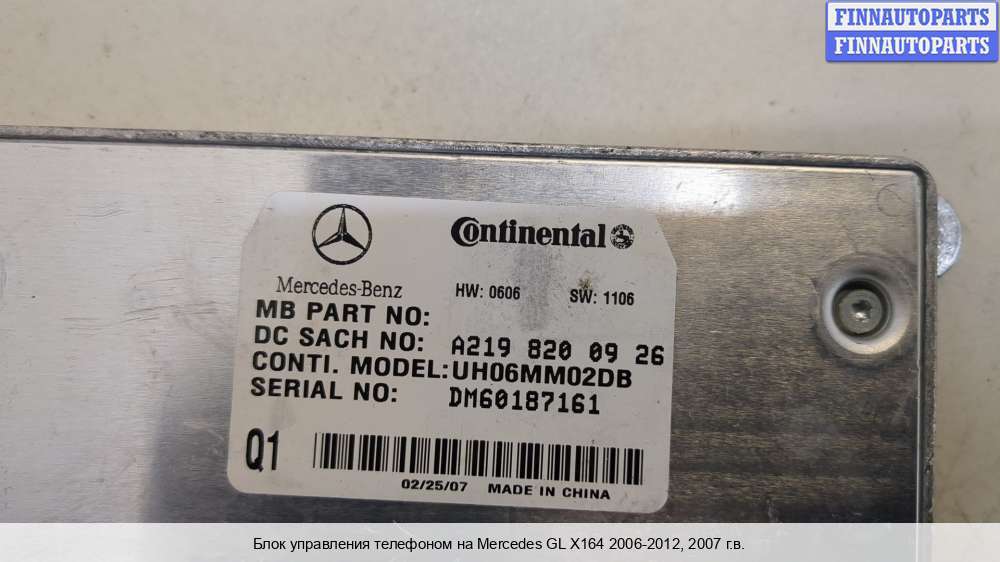 FINNAUTOPARTS
FINNAUTOPARTS
Continental
Mercedes-Benz
HW: 0606 SW: 1106
MB PART NO:
DC SACH NO: A219 820 09 26
CONTI. MODEL: UH06MM02DB
SERIAL NO: DM60187161
Q1
02/25/07 MADE IN CHINA
Блок управления телефоном на Mercedes GL X164 2006-2012, 2007 г.в.